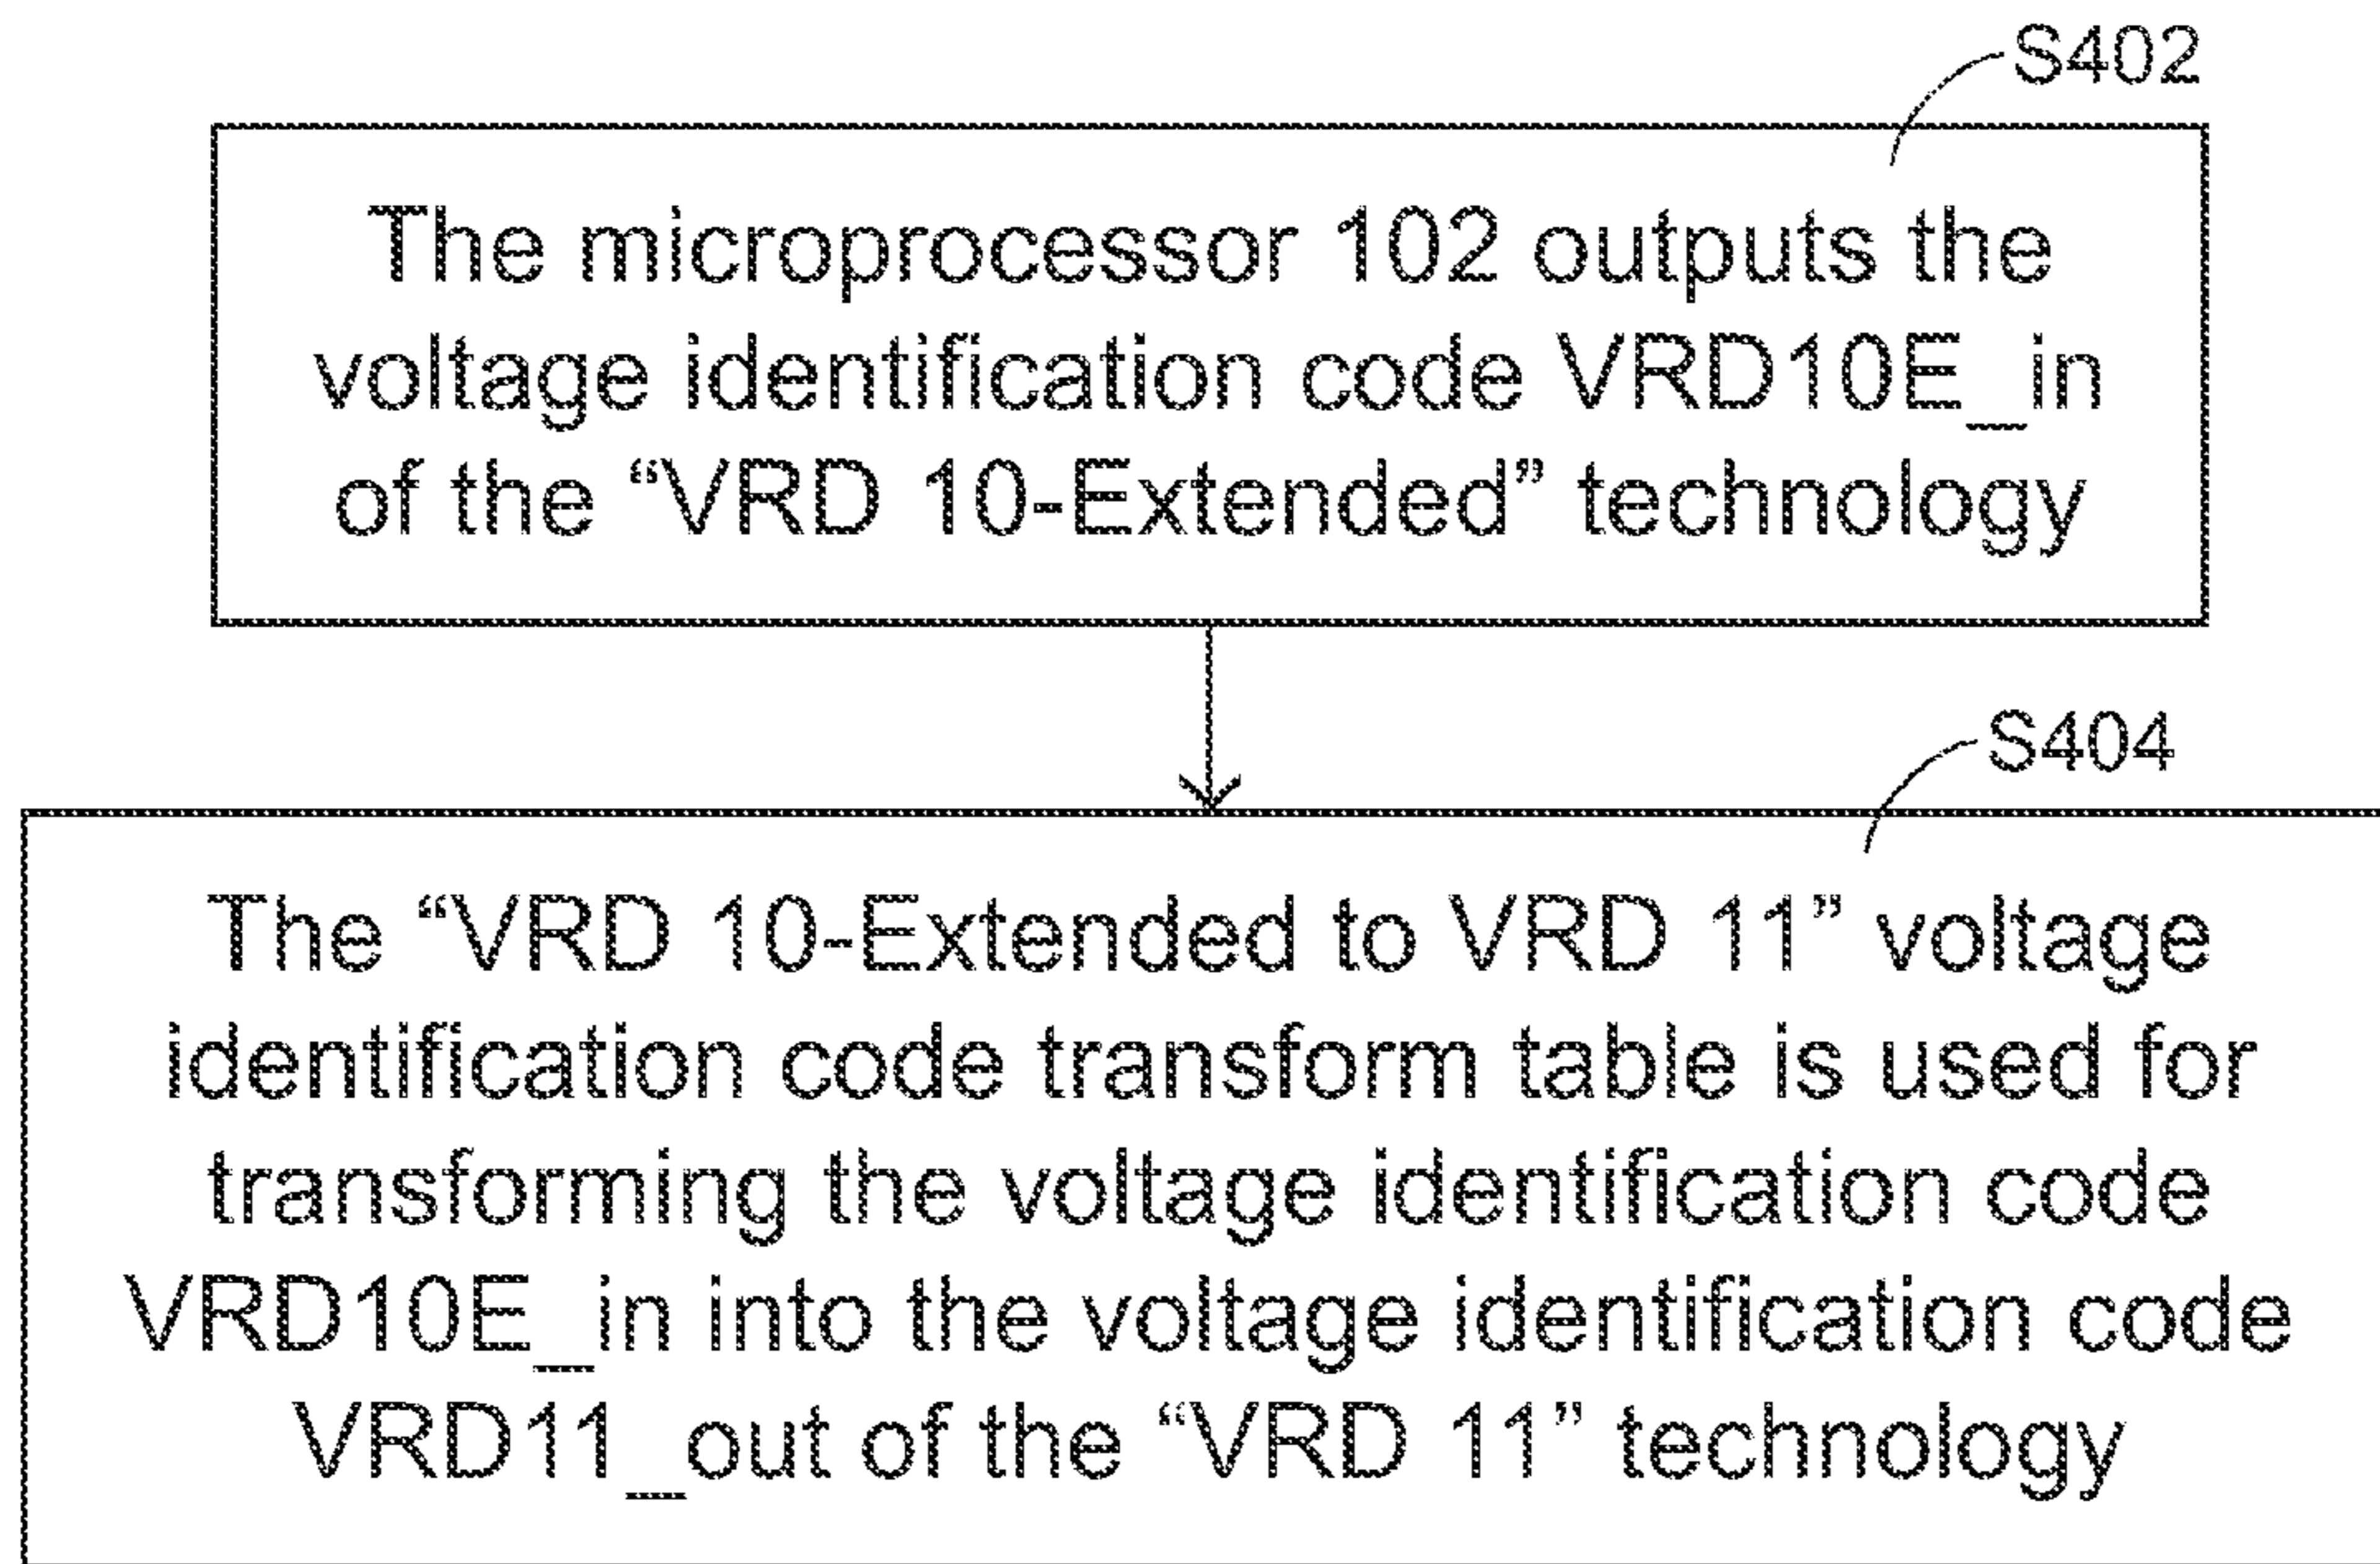 S402
The microprocessor 102 outputs the
voltage identification code VRD10E_in
of the “VRD 10-Extended” technology
S404
The “VRD 10-Extended to VRD 11” voltage
identification code transform table is used for
transforming the voltage identification code
VRD10E_in into the voltage identification code
VRD11_out of the “VRD 11” technology